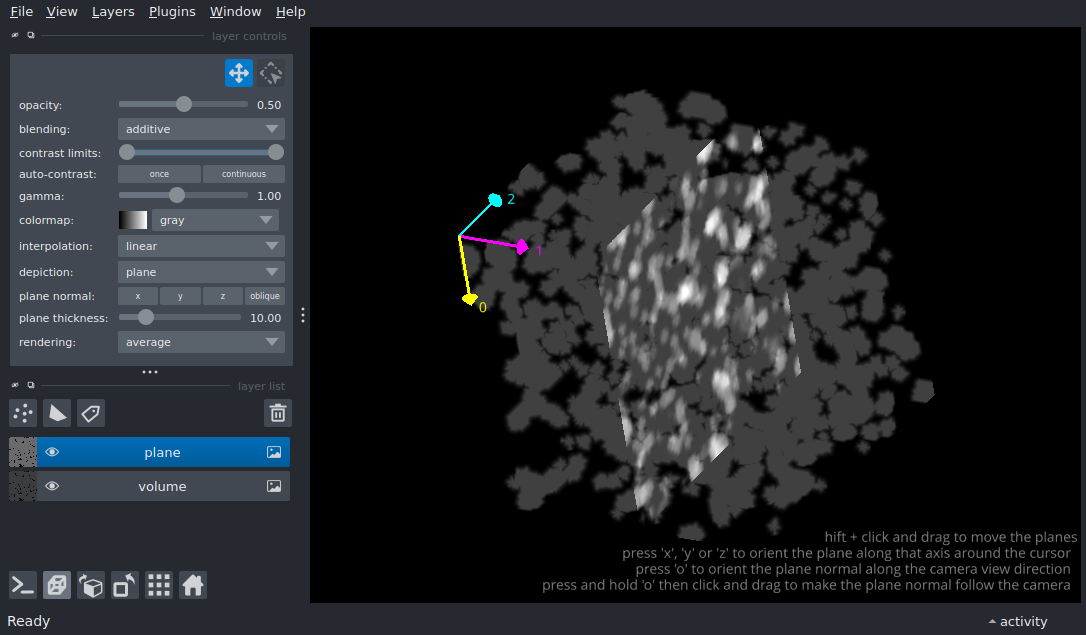 File View Layers Plugins Window Help
layer controls
opacity: 0.50
blending: additive
contrast limits:
auto-contrast: once continuous
gamma: 1.00
colormap: gray
interpolation: linear
depiction: plane
plane normal: x y z oblique
plane thickness: 10.00
rendering: average
layer list
plane
volume
2
1
0
hift + click and drag to move the planes
press 'x', 'y' or 'z' to orient the plane along that axis around the cursor
press 'o' to orient the plane normal along the camera view direction
press and hold 'o' then click and drag to make the plane normal follow the camera
Ready
activity